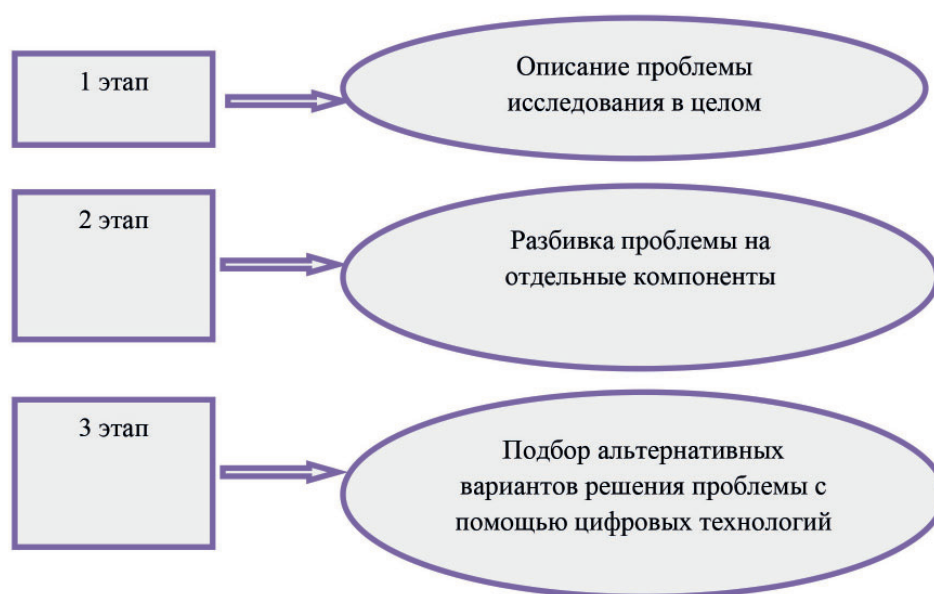 1 этап
Описание проблемы
исследования в целом
2 этап
Разбивка проблемы на
отдельные компоненты
3 этап
Подбор альтернативных
вариантов решения проблемы с
помощью цифровых технологий